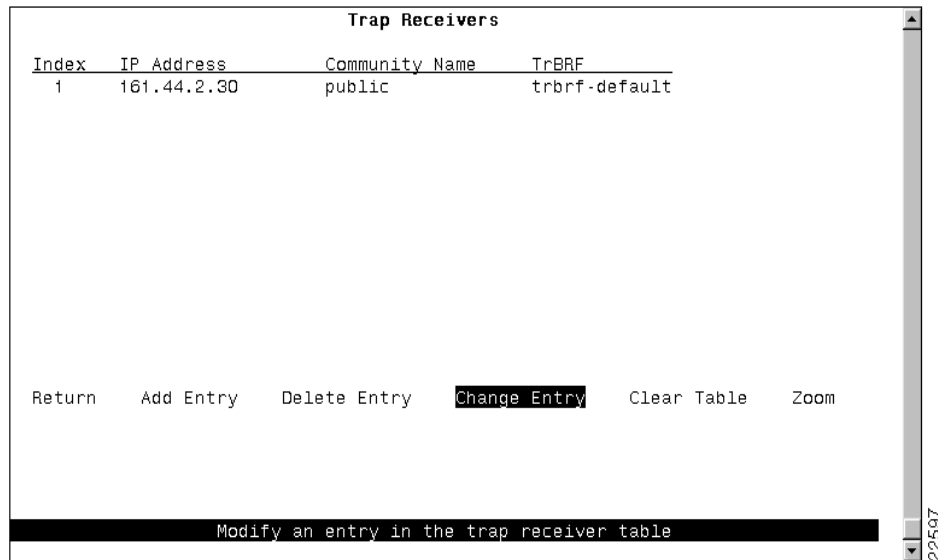 Trap Receivers
Index IP Address Community Name TrBRF
1 161.44.2.30 public trbrf-default
Return Add Entry Delete Entry Change Entry Clear Table Zoom
Modify an entry in the trap receiver table
22597